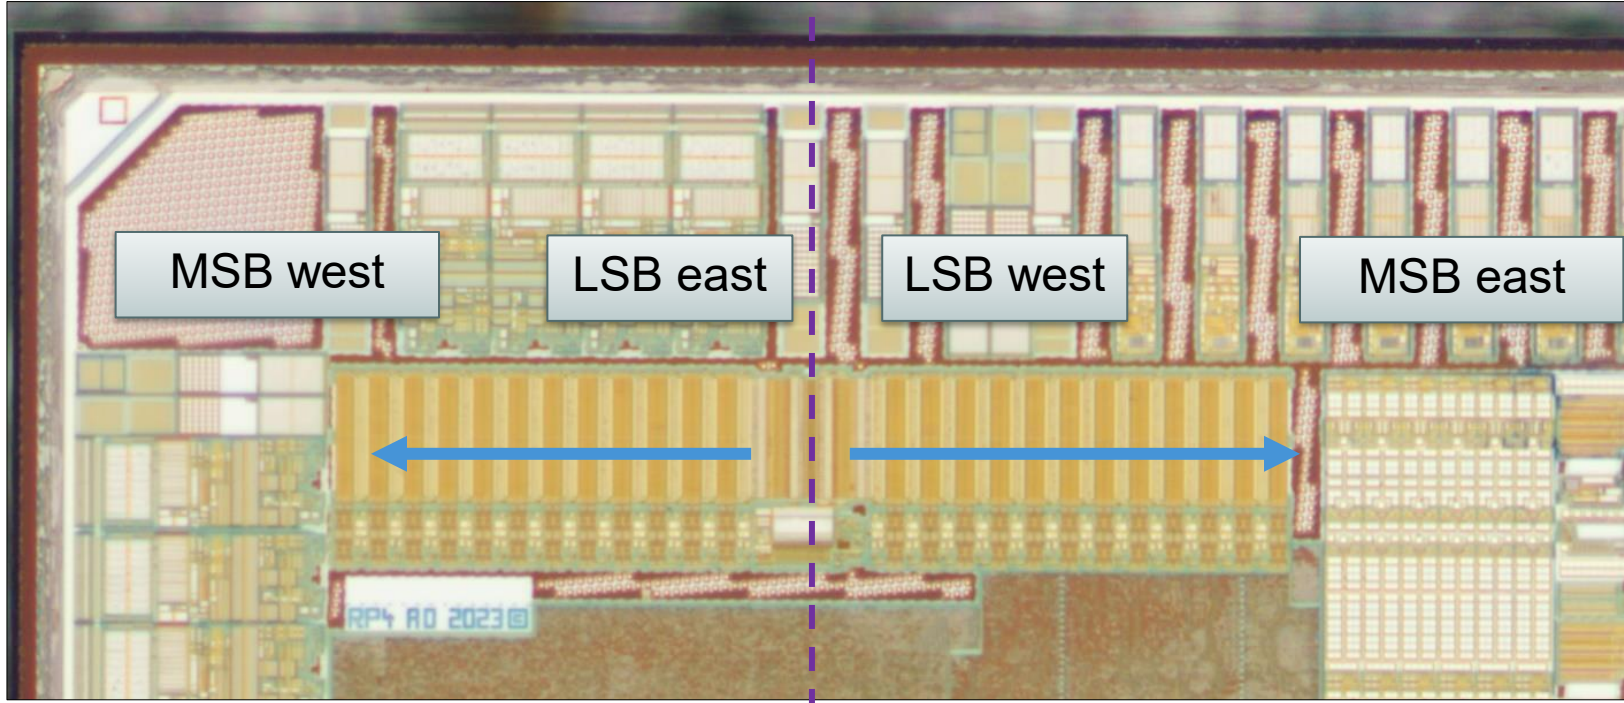 MSB west
LSB east
LSB west
MSB east
RP4 A0 2023©